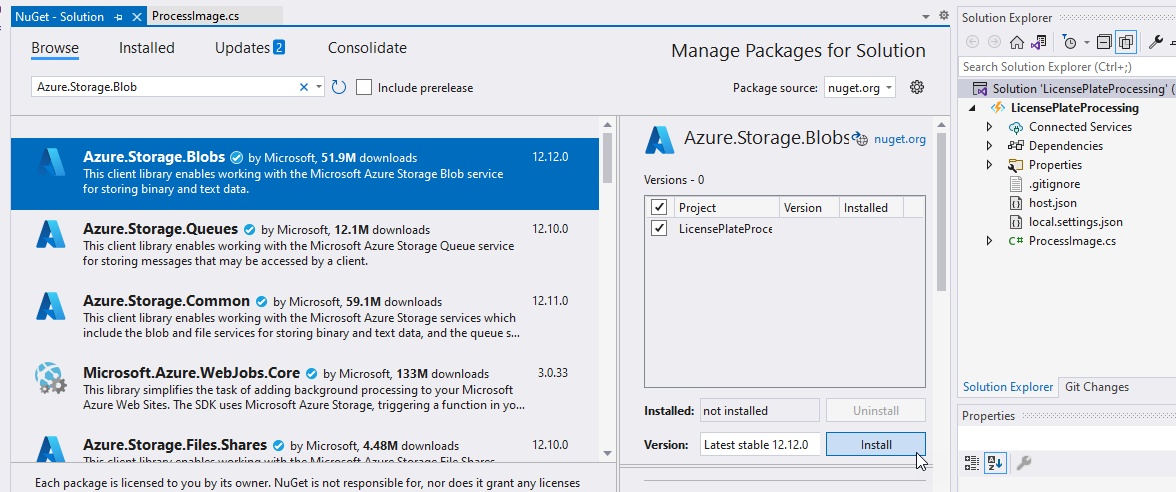 NuGet - Solution
ProcessImage.cs
Browse
Installed
Updates 2
Consolidate
Manage Packages for Solution
Azure.Storage.Blob
Include prerelease
Package source: nuget.org
Azure.Storage.Blobs by Microsoft, 51.9M downloads 12.12.0
This client library enables working with the Microsoft Azure Storage Blob service
for storing binary and text data.
Azure.Storage.Queues by Microsoft, 12.1M downloads 12.10.0
This client library enables working with the Microsoft Azure Storage Queue service
for storing messages that may be accessed by a client.
Azure.Storage.Common by Microsoft, 59.1M downloads 12.11.0
This client library enables working with the Microsoft Azure Storage services which
include the blob and file services for storing binary and text data, and the queue s...
Microsoft.Azure.WebJobs.Core by Microsoft, 133M downloads 3.0.33
This library simplifies the task of adding background processing to your Microsoft
Azure Web Sites. The SDK uses Microsoft Azure Storage, triggering a function in yo...
Azure.Storage.Files.Shares by Microsoft, 4.48M downloads 12.10.0
This client library enables working with the Microsoft Azure Storage File Shares
Each package is licensed to you by its owner. NuGet is not responsible for, nor does it grant any licenses
Azure.Storage.Blobs
nuget.org
Versions - 0
Project Version Installed
LicensePlateProce
Installed: not installed Uninstall
Version: Latest stable 12.12.0 Install
Solution Explorer
Search Solution Explorer (Ctrl+;)
Solution 'LicensePlateProcessing' (
LicensePlateProcessing
Connected Services
Dependencies
Properties
.gitignore
host.json
local.settings.json
C# ProcessImage.cs
Solution Explorer Git Changes
Properties